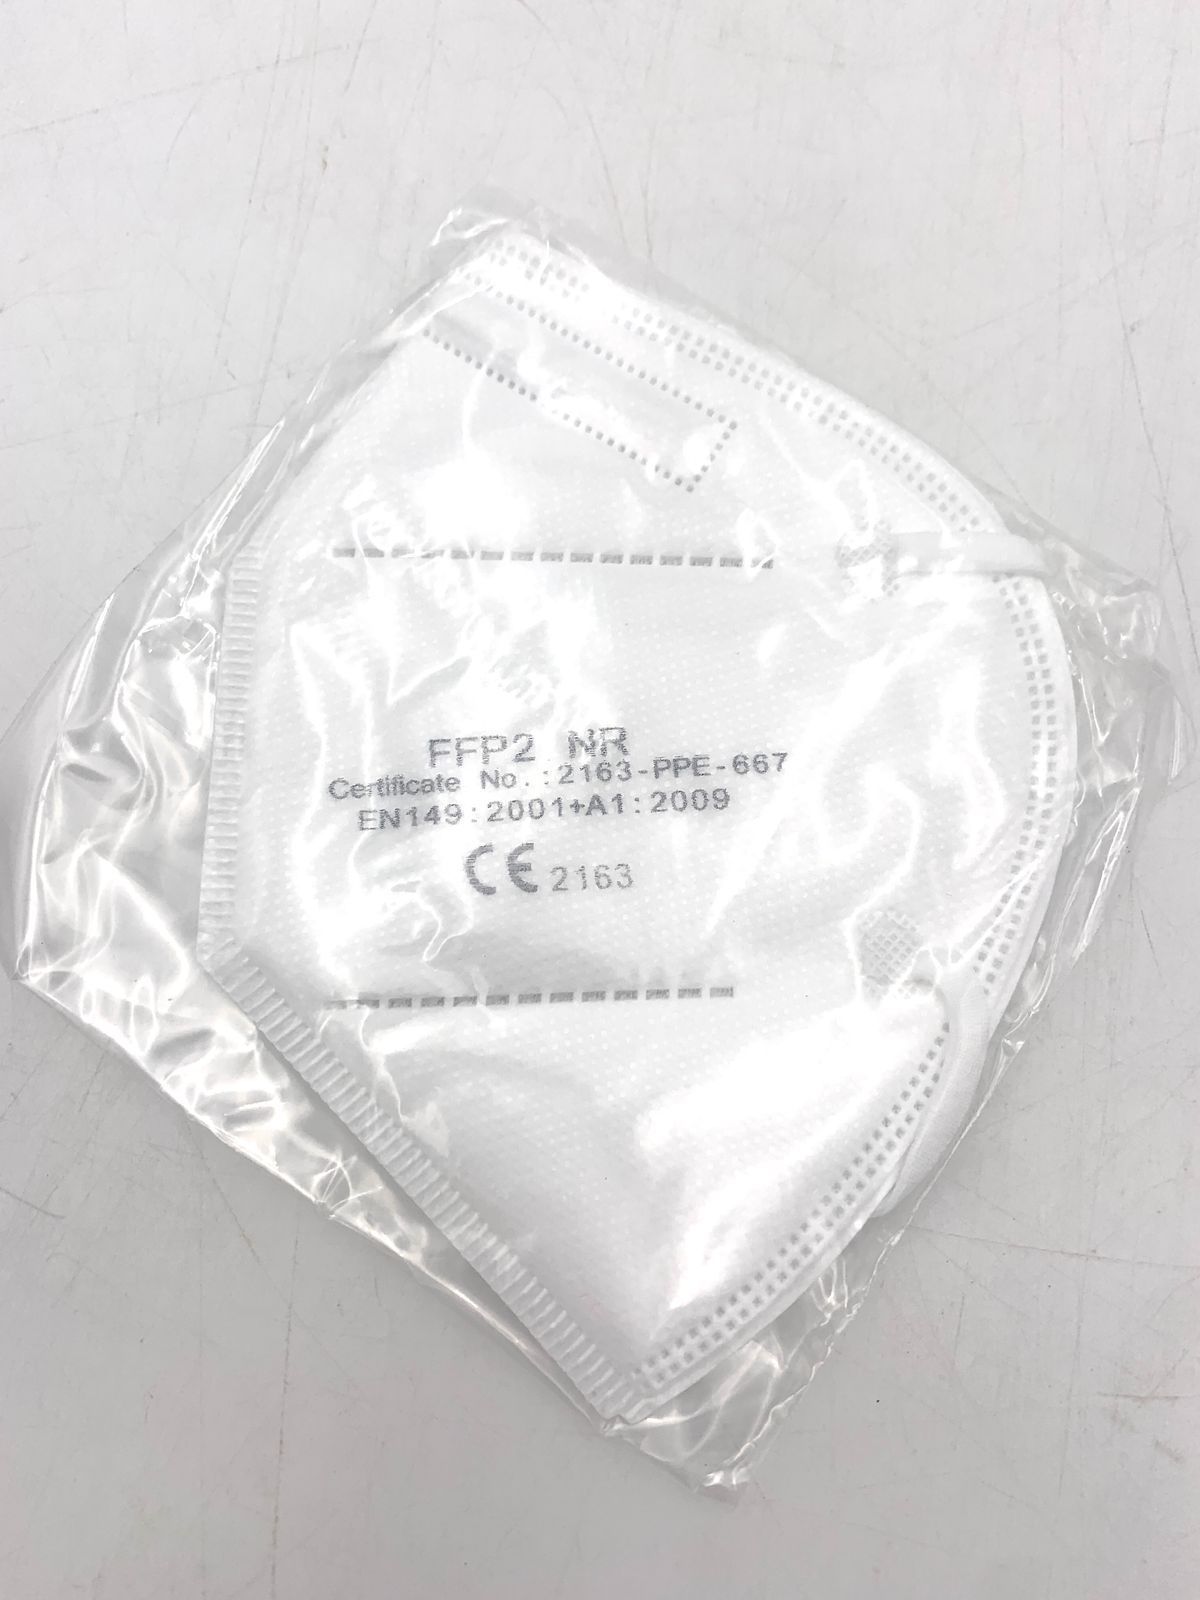 FFP2 NR
Certificate No.:2163-PPE-667
EN149:2001+A1:2009
CE 2163